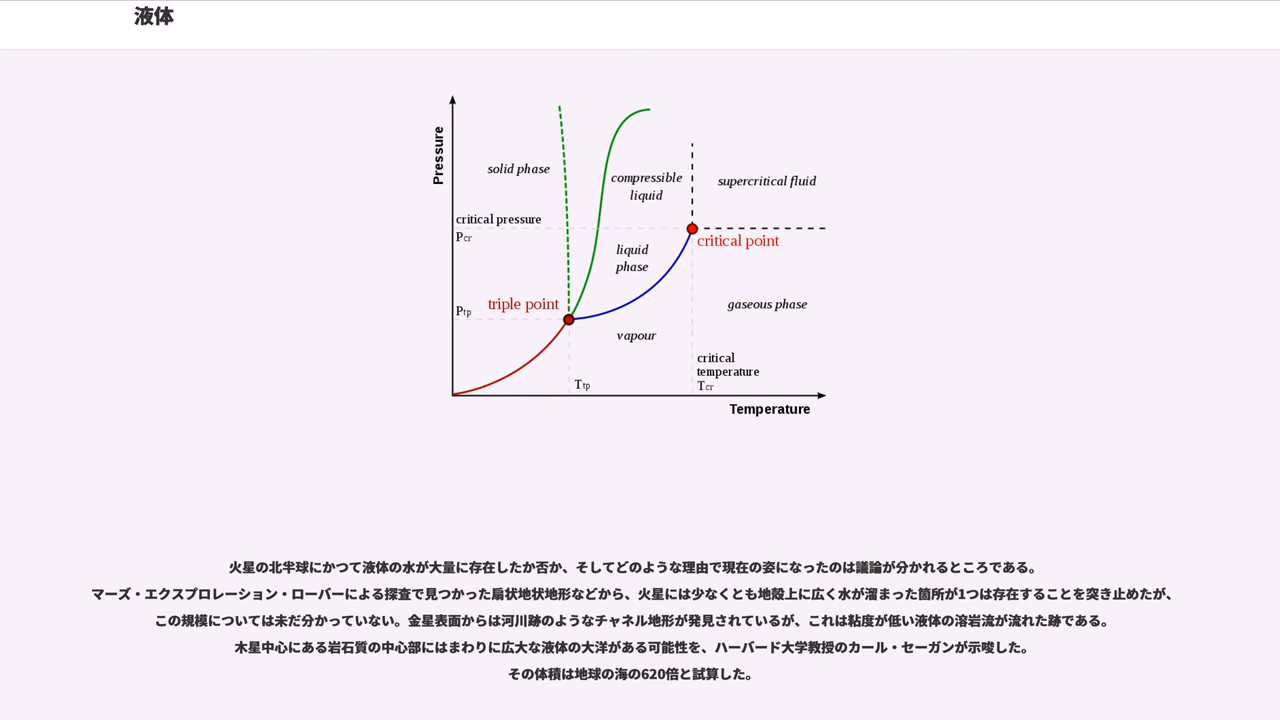 液体
Pressure
solid phase
compressible
liquid
supercritical fluid
critical pressure
Pcr
critical point
liquid
phase
triple point
Ptp
gaseous phase
vapour
critical
temperature
Tcr
Ttp
Temperature
火星の北半球にかつて液体の水が大量に存在したか否か、そしてどのような理由で現在の姿になったのは議論が分かれるところである。
マーズ・エクスプロレーション・ローバーによる探査で見つかった扇状地状地形などから、火星には少なくとも地殻上に広く水が溜まった箇所が1つは存在することを突き止めたが、
この規模については未だ分かっていない。金星表面からは河川跡のようなチャネル地形が発見されているが、これは粘度が低い液体の溶岩流が流れた跡である。
木星中心にある岩石質の中心部にはまわりに広大な液体の大洋がある可能性を、ハーバード大学教授のカール・セーガンが示唆した。
その体積は地球の海の620倍と試算した。